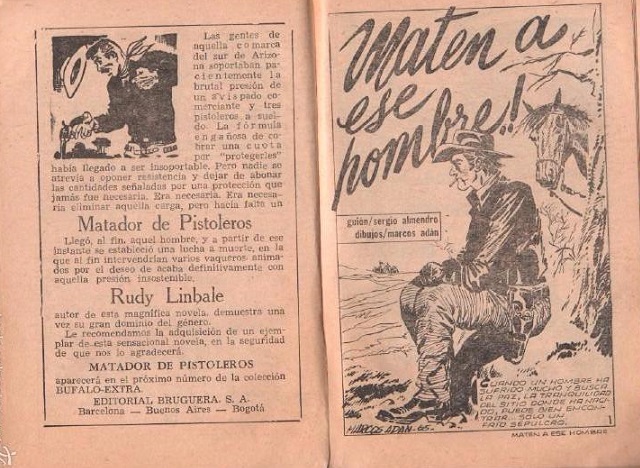 Las gentes de
aquella comarca
del sur de Arizo-
na soportaban pa-
cientemente la
brutal presión de
un avispado co-
merciante y tres
pistoleros a suel-
do. La fórmula
engañosa de co-
brar una cuota
por "protegerles"
había llegado a ser insoportable. Pero nadie se
atrevía a oponer resistencia y dejar de abonar
las cantidades señaladas por una protección que
jamás fue necesaria. Era necesaria. Era necesa-
ria eliminar aquella carga, pero hacía falta un
Matador de Pistoleros
Llegó, al fin, aquel hombre, y a partir de ese
instante se estableció una lucha a muerte, en la
que al fin intervendrían varios vaqueros anima-
dos por el deseo de acaba definitivamente con
aquella presión insostenible.
Rudy Linbale
autor de esta magnífica novela, demuestra una
vez su gran dominio del género.
Le recomendamos la adquisición de un ejem-
plar de esta sensacional novela, en la seguridad
de que nos lo agradecerá.
MATADOR DE PISTOLEROS
aparecerá en el próximo número de la colección
BUFALO-EXTRA.
EDITORIAL BRUGUERA, S. A.
Barcelona — Buenos Aires — Bogotá
Maten a
ese
hombre!!
guión/sergio almendro
dibujos/marcos adán
CUANDO UN HOMBRE HA
SUFRIDO MUCHO Y BUSCA
LA PAZ, LA TRANQUILIDAD
DEL SITIO DONDE HA NACI-
DO, PUEDE BIEN ENCON-
TRAR... SOLO UN
FRIO SEPULCRO.
MARCOS ADAN-65-
1
MATEN A ESE HOMBRE